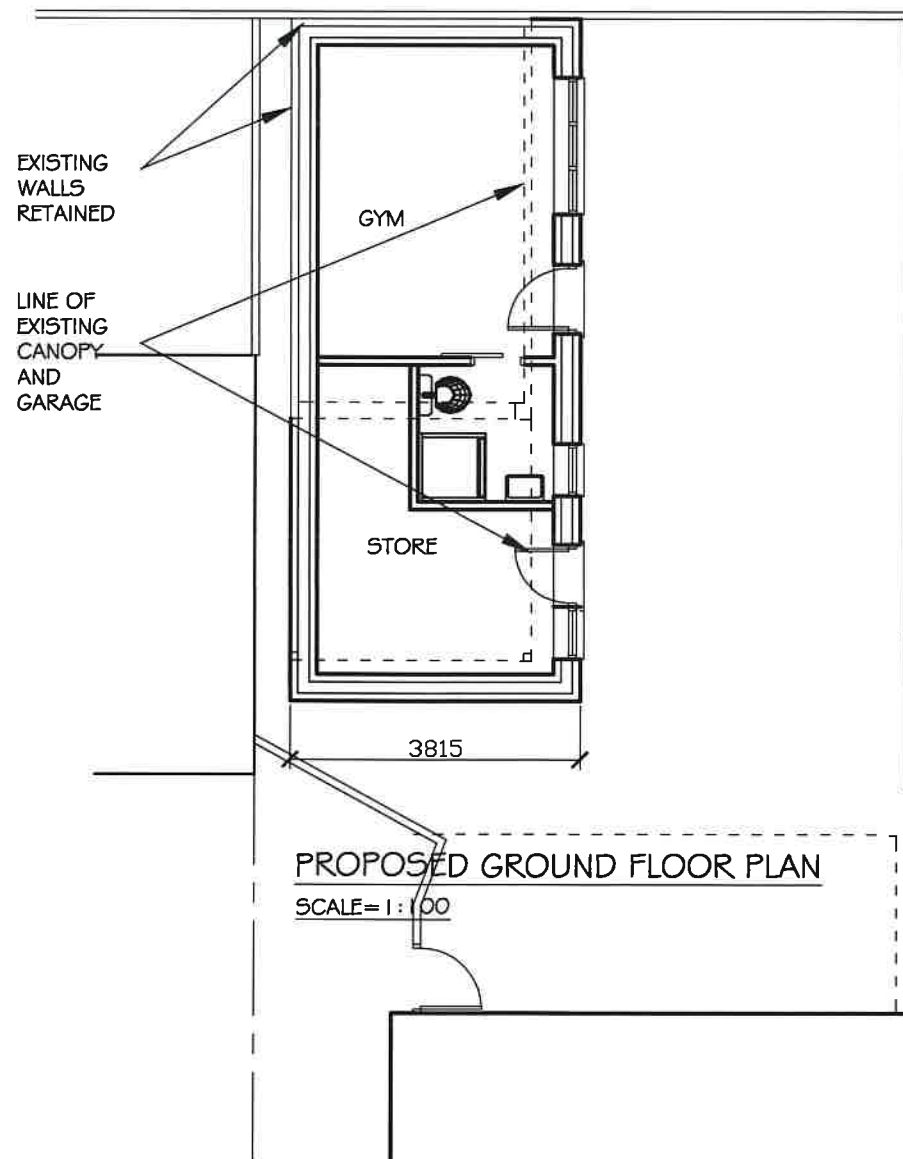 EXISTING
WALLS
RETAINED
GYM
LINE OF
EXISTING
CANOPY
AND
GARAGE
STORE
3815
PROPOSED GROUND FLOOR PLAN
SCALE=1:100